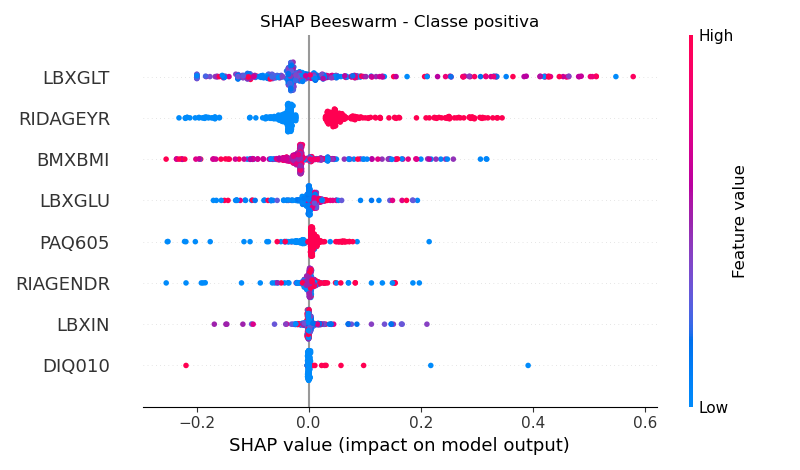 SHAP Beeswarm - Classe positiva
High
LBXGLT
RIDAGEYR
BMXBMI
LBXGLU
PAQ605
RIAGENDR
LBXIN
DIQ010
Feature value
Low
−0.2 0.0 0.2 0.4 0.6
SHAP value (impact on model output)